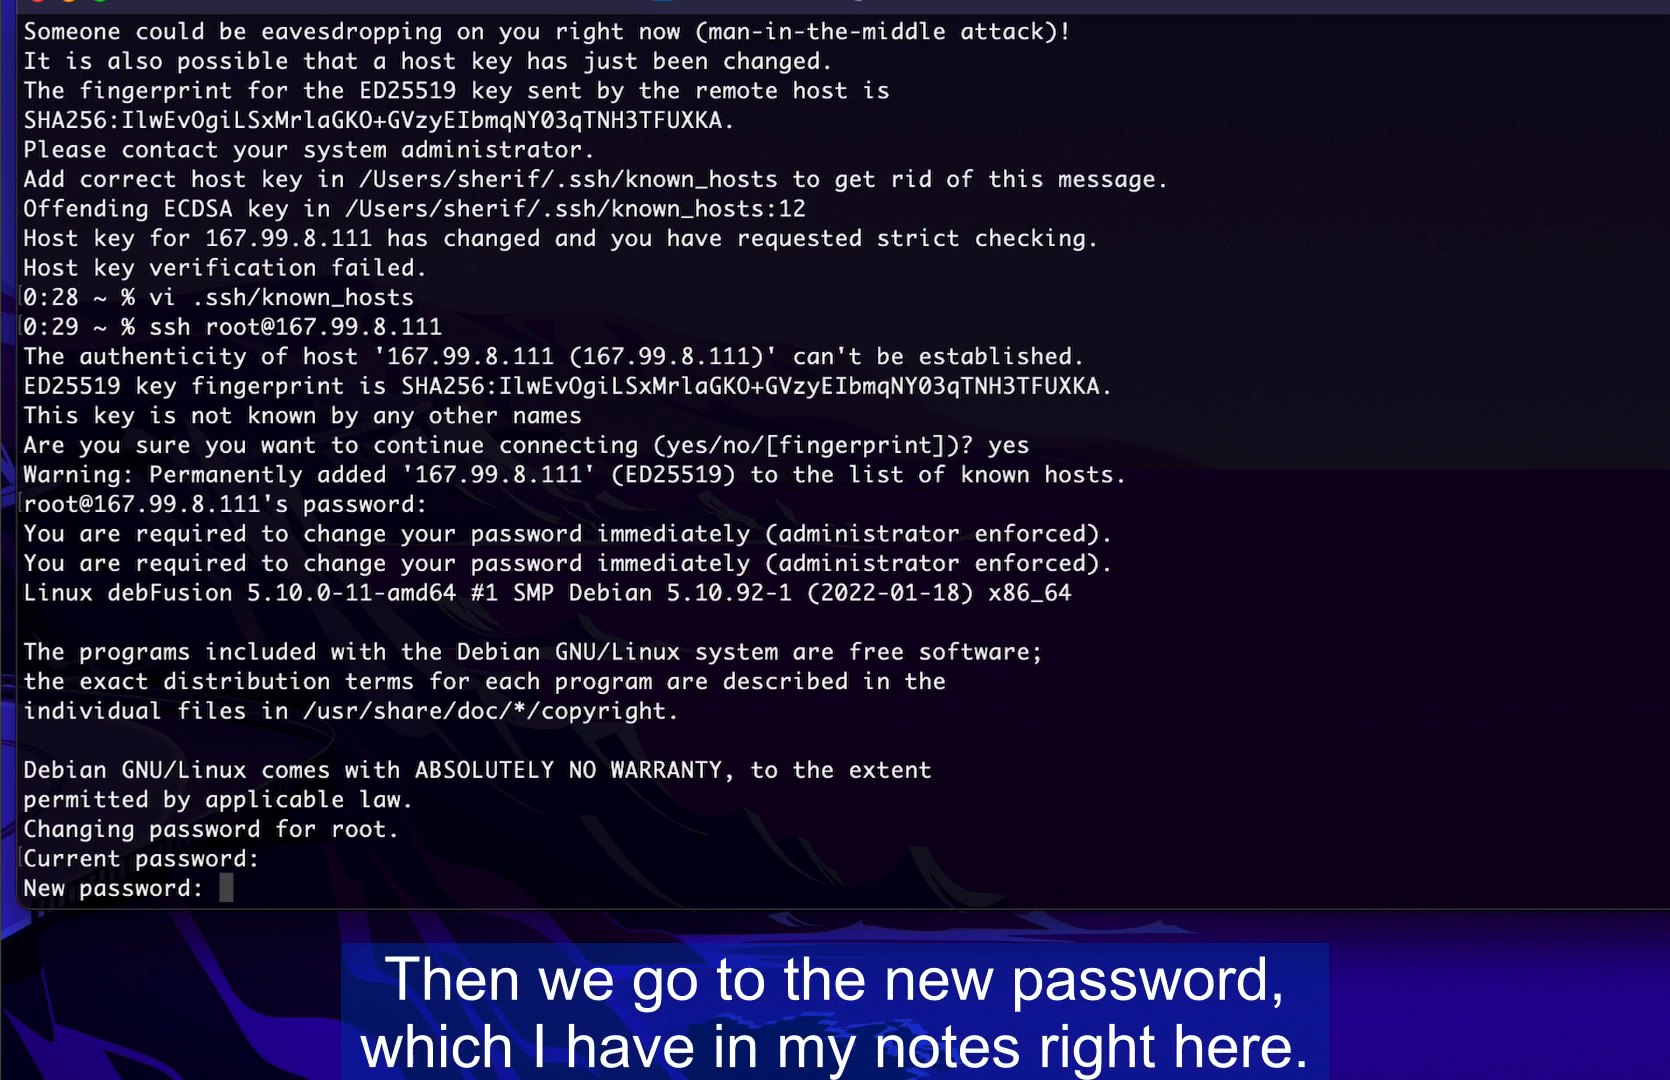 Someone could be eavesdropping on you right now (man-in-the-middle attack)!
It is also possible that a host key has just been changed.
The fingerprint for the ED25519 key sent by the remote host is
SHA256:IlwEvOgiLSxMrlaGKO+GVzyEIbmqNY03qTNH3TFUXKA.
Please contact your system administrator.
Add correct host key in /Users/sherif/.ssh/known_hosts to get rid of this message.
Offending ECDSA key in /Users/sherif/.ssh/known_hosts:12
Host key for 167.99.8.111 has changed and you have requested strict checking.
Host key verification failed.
0:28 ~ % vi .ssh/known_hosts
0:29 ~ % ssh root@167.99.8.111
The authenticity of host '167.99.8.111 (167.99.8.111)' can't be established.
ED25519 key fingerprint is SHA256:IlwEvOgiLSxMrlaGKO+GVzyEIbmqNY03qTNH3TFUXKA.
This key is not known by any other names
Are you sure you want to continue connecting (yes/no/[fingerprint])? yes
Warning: Permanently added '167.99.8.111' (ED25519) to the list of known hosts.
root@167.99.8.111's password:
You are required to change your password immediately (administrator enforced).
You are required to change your password immediately (administrator enforced).
Linux debFusion 5.10.0-11-amd64 #1 SMP Debian 5.10.92-1 (2022-01-18) x86_64
The programs included with the Debian GNU/Linux system are free software;
the exact distribution terms for each program are described in the
individual files in /usr/share/doc/*/copyright.
Debian GNU/Linux comes with ABSOLUTELY NO WARRANTY, to the extent
permitted by applicable law.
Changing password for root.
Current password:
New password:
Then we go to the new password,
which I have in my notes right here.